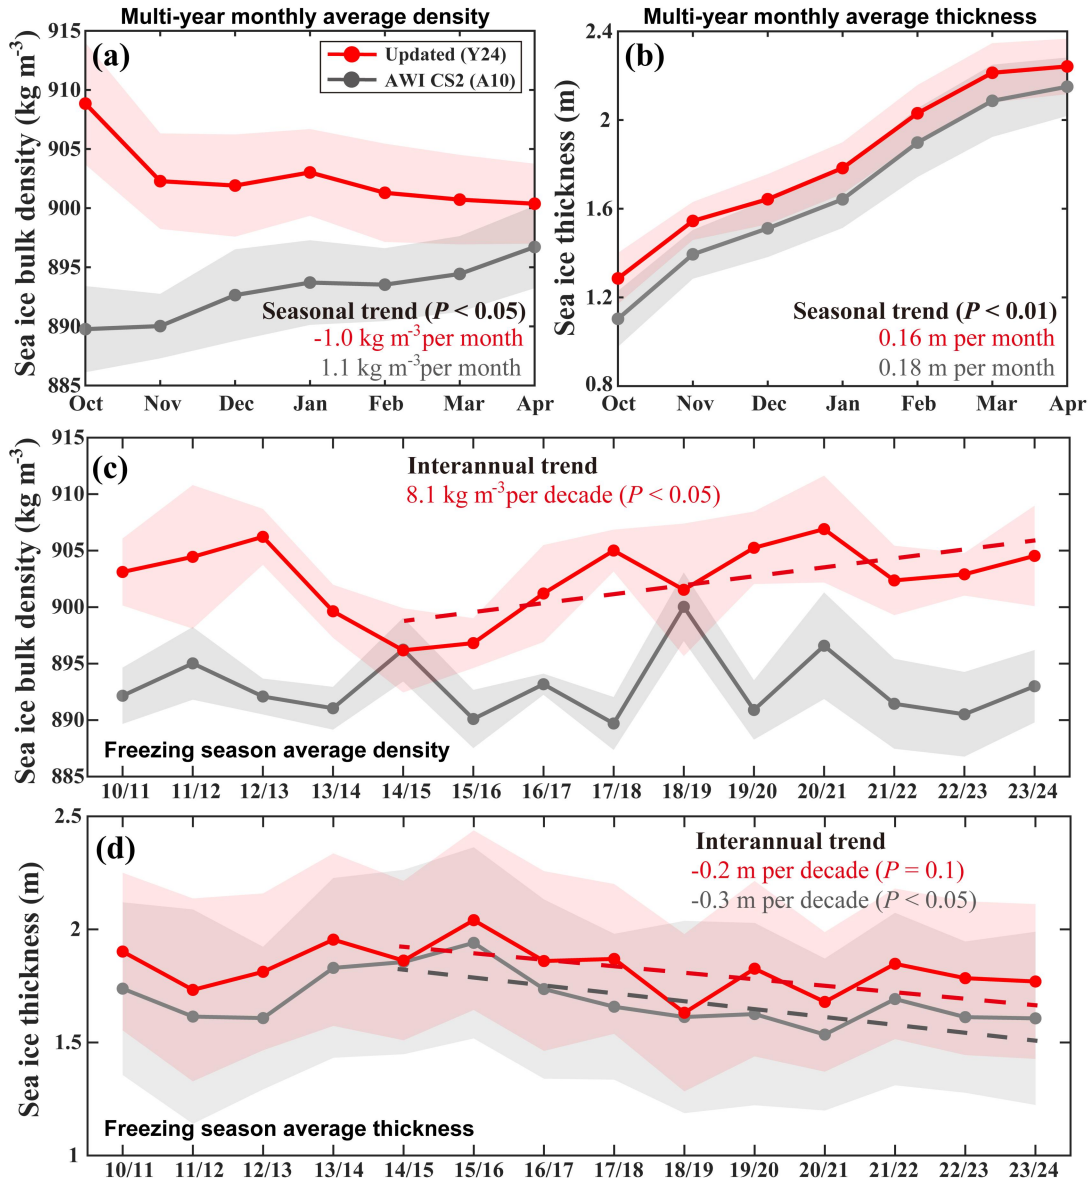 Multi-year monthly average density
Sea ice bulk density (kg m⁻³)
915
910
905
900
895
890
885
(a)
Updated (Y24)
AWI CS2 (A10)
Seasonal trend (P < 0.05)
-1.0 kg m⁻³per month
1.1 kg m⁻³per month
Oct Nov Dec Jan Feb Mar Apr
Multi-year monthly average thickness
Sea ice thickness (m)
2.4
2
1.6
1.2
0.8
(b)
Seasonal trend (P < 0.01)
0.16 m per month
0.18 m per month
Oct Nov Dec Jan Feb Mar Apr
Sea ice bulk density (kg m⁻³)
915
910
905
900
895
890
885
(c)
Interannual trend
8.1 kg m⁻³per decade (P < 0.05)
Freezing season average density
10/11 11/12 12/13 13/14 14/15 15/16 16/17 17/18 18/19 19/20 20/21 21/22 22/23 23/24
Sea ice thickness (m)
2.5
2
1.5
1
(d)
Interannual trend
-0.2 m per decade (P = 0.1)
-0.3 m per decade (P < 0.05)
Freezing season average thickness
10/11 11/12 12/13 13/14 14/15 15/16 16/17 17/18 18/19 19/20 20/21 21/22 22/23 23/24